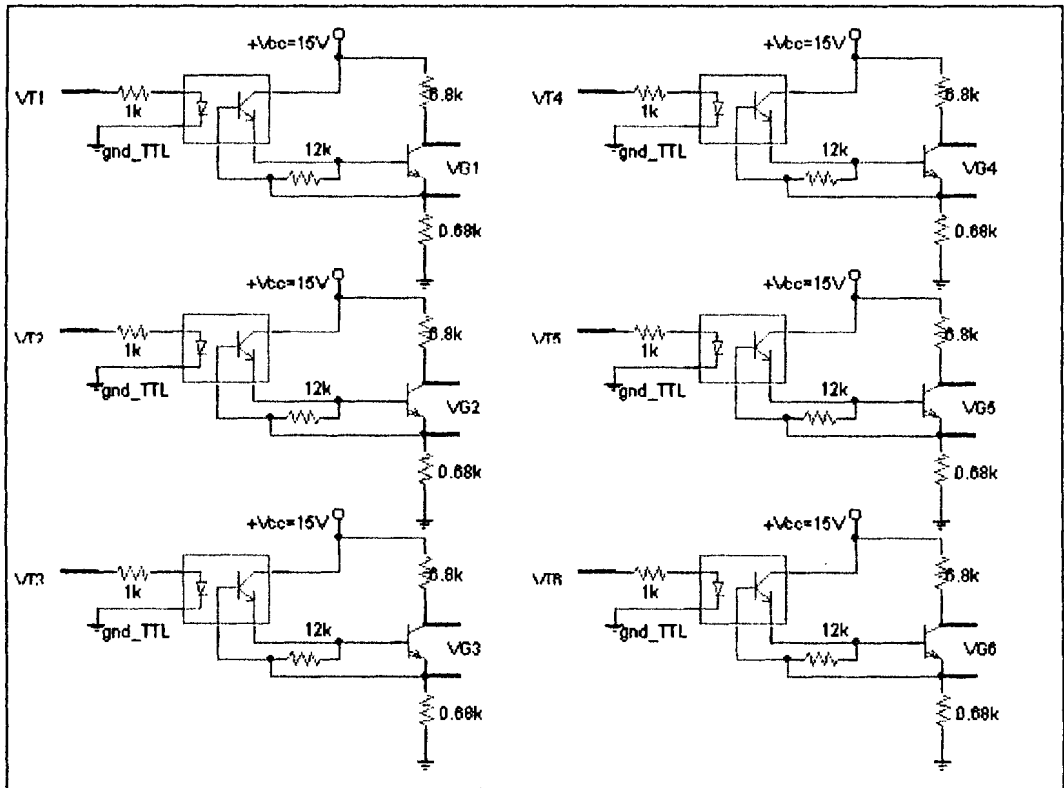 +Vcc=15V
VT1
1k
6.8k
gnd_TTL
12k
VG1
0.68k
+Vcc=15V
VT4
1k
6.8k
gnd_TTL
12k
VG4
0.68k
+Vcc=15V
VT2
1k
6.8k
gnd_TTL
12k
VG2
0.68k
+Vcc=15V
VT5
1k
6.8k
gnd_TTL
12k
VG5
0.68k
+Vcc=15V
VT3
1k
6.8k
gnd_TTL
12k
VG3
0.68k
+Vcc=15V
VT6
1k
6.8k
gnd_TTL
12k
VG6
0.68k